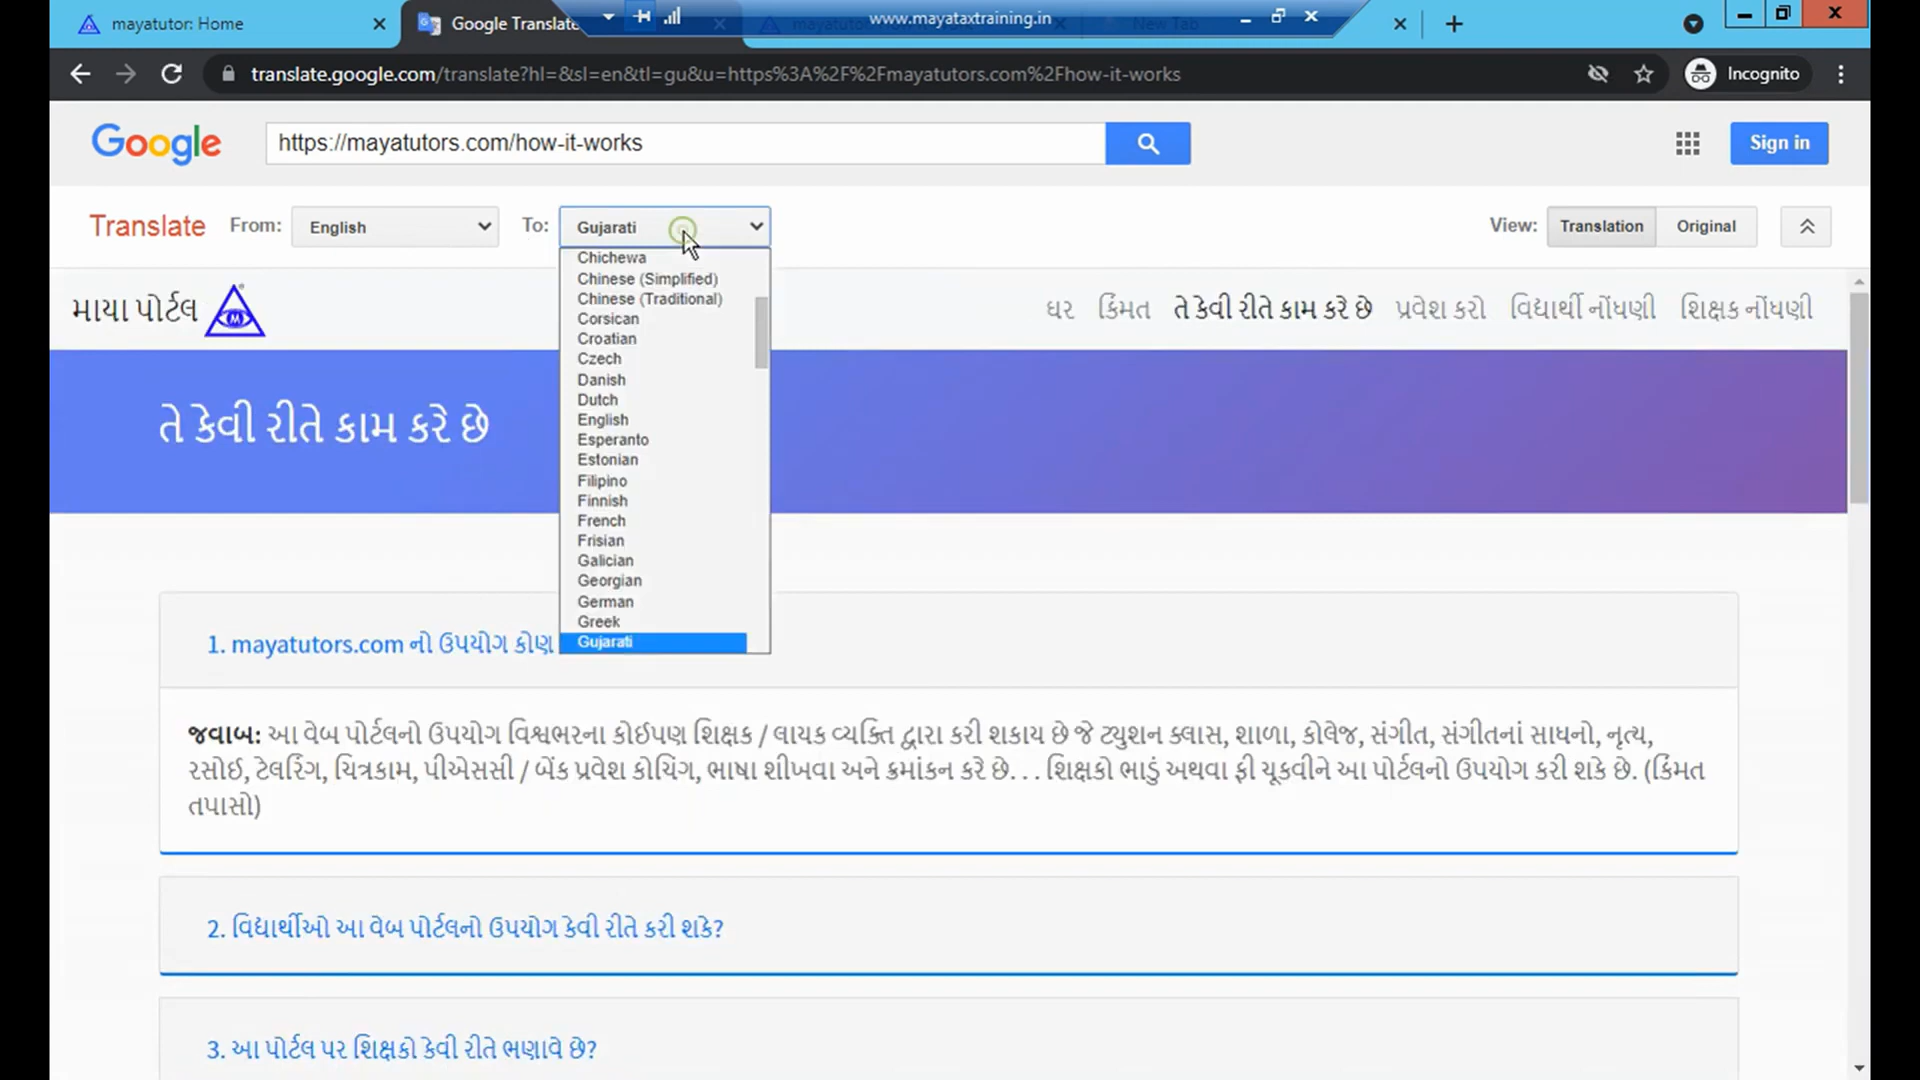 mayatutor: Home
Google Translate
www.mayataxtraining.in
New Tab
translate.google.com/translate?hl=&sl=en&tl=gu&u=https%3A%2F%2Fmayatutors.com%2Fhow-it-works
Incognito
Google
https://mayatutors.com/how-it-works
Sign in
Translate From: English To: Gujarati View: Translation Original
Chichewa
Chinese (Simplified)
Chinese (Traditional)
Corsican
Croatian
Czech
Danish
Dutch
English
Esperanto
Estonian
Filipino
Finnish
French
Frisian
Galician
Georgian
German
Greek
Gujarati
માયા પોર્ટલ M ઘર કિંમત તે કેવી રીતે કામ કરે છે પ્રવેશ કરો વિદ્યાર્થી નોંધણી શિક્ષક નોંધણી
તે કેવી રીતે કામ કરે છે
1. mayatutors.com નો ઉપયોગ કોણ
જવાબ: આ વેબ પોર્ટલનો ઉપયોગ વિશ્વભરના કોઈપણ શિક્ષક / લાયક વ્યક્તિ દ્વારા કરી શકાય છે જે ટ્યુશન ક્લાસ, શાળા, કોલેજ, સંગીત, સંગીતનાં સાધનો, નૃત્ય,
રસોઈ, ટેલરિંગ, ચિત્રકામ, પીએસસી / બેંક પ્રવેશ કોચિંગ, ભાષા શીખવા અને ક્રમાંકન કરે છે. . . શિક્ષકો ભાડું અથવા ફી ચૂકવીને આ પોર્ટલનો ઉપયોગ કરી શકે છે. (કિંમત
તપાસો)
2. વિદ્યાર્થીઓ આ વેબ પોર્ટલનો ઉપયોગ કેવી રીતે કરી શકે?
3. આ પોર્ટલ પર શિક્ષકો કેવી રીતે ભણાવે છે?